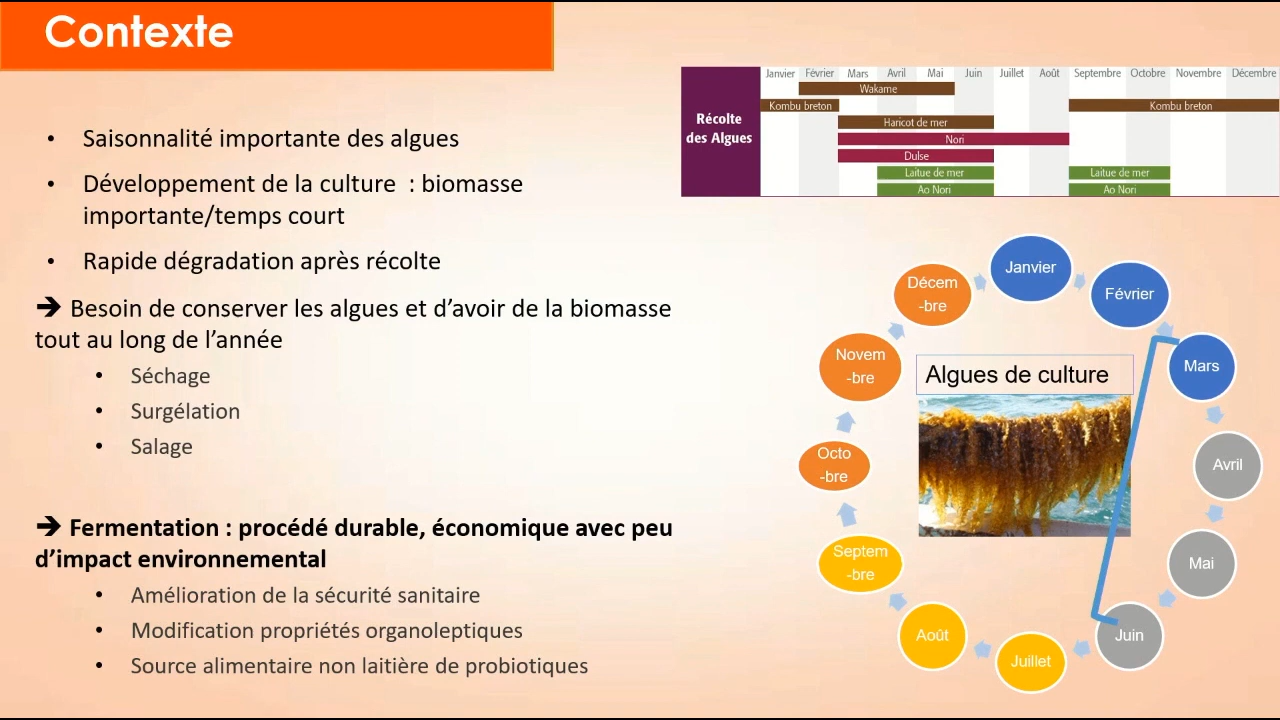 Contexte
• Saisonnalité importante des algues
• Développement de la culture : biomasse
importante/temps court
• Rapide dégradation après récolte
➔ Besoin de conserver les algues et d’avoir de la biomasse
tout au long de l’année
• Séchage
• Surgélation
• Salage
➔ Fermentation : procédé durable, économique avec peu
d’impact environnemental
• Amélioration de la sécurité sanitaire
• Modification propriétés organoleptiques
• Source alimentaire non laitière de probiotiques
Récolte
des Algues
Janvier Février Mars Avril Mai Juin Juillet Août Septembre Octobre Novembre Décembre
Wakame
Kombu breton Kombu breton
Haricot de mer
Nori
Dulse
Laitue de mer Laitue de mer
Ao Nori Ao Nori
Janvier
Février
Mars
Avril
Mai
Juin
Juillet
Août
Septem
-bre
Octo
-bre
Novem
-bre
Décem
-bre
Algues de culture